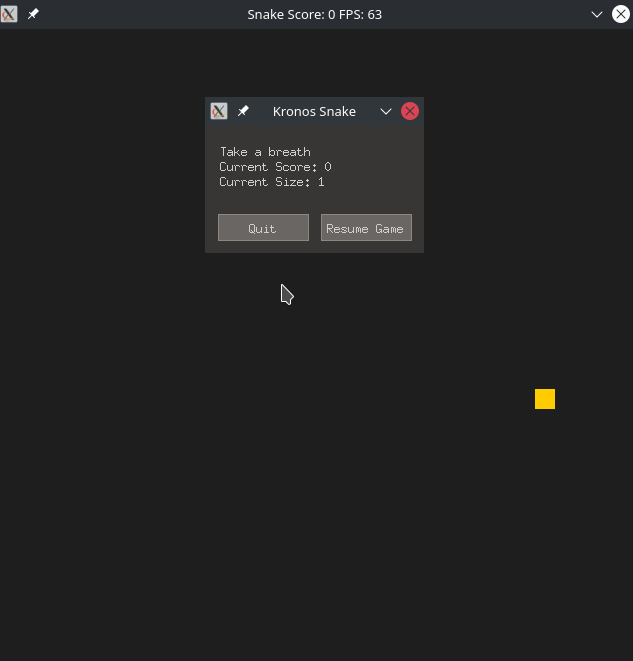 Snake Score: 0 FPS: 63
Kronos Snake
Take a breath
Current Score: 0
Current Size: 1
Quit
Resume Game